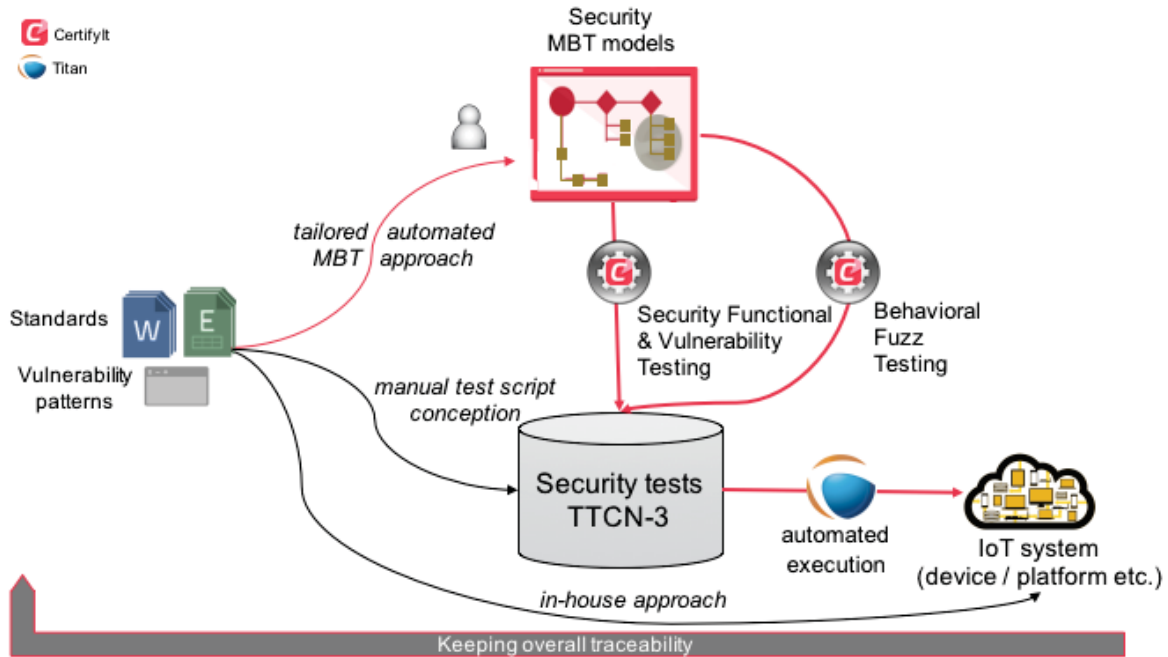 CertifyIt
Titan
Security
MBT models
tailored automated
MBT approach
Standards
W
E
Vulnerability
patterns
C
C
Security Functional
& Vulnerability
Testing
Behavioral
Fuzz
Testing
manual test script
conception
Security tests
TTCN-3
automated
execution
IoT system
(device / platform etc.)
in-house approach
Keeping overall traceability